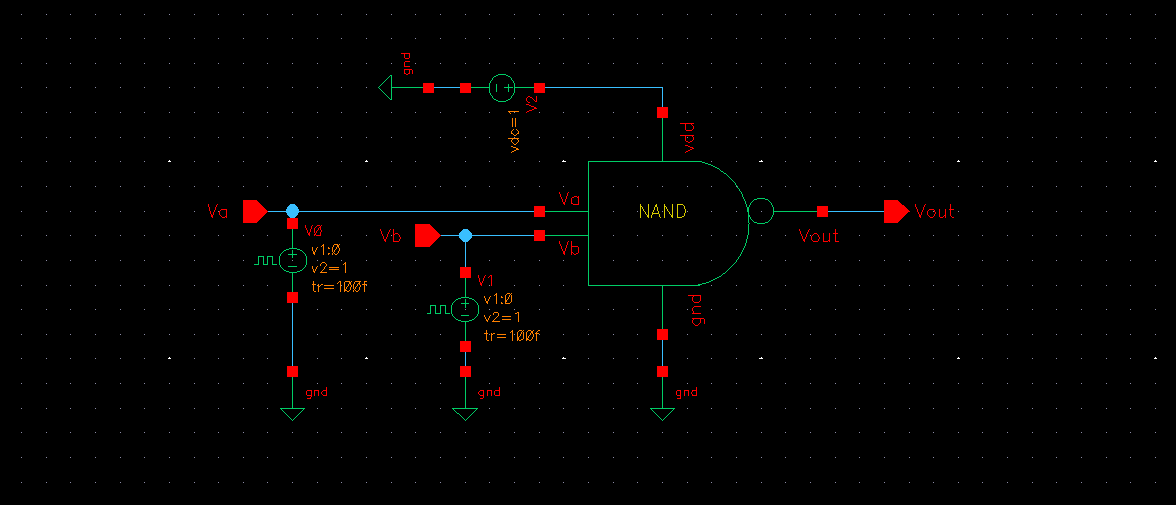 gnd
V2
vdc=1
vdd
Va
Va
NAND
Vout
Vout
V0
v1:0
v2=1
tr=100f
Vb
Vb
V1
v1:0
v2=1
tr=100f
gnd
gnd
gnd
gnd